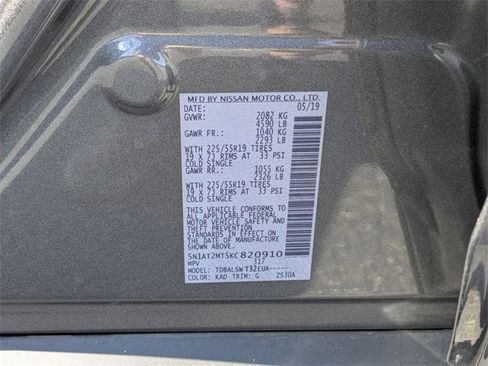 MFD BY NISSAN MOTOR CO., LTD.
DATE: 05/19
GVWR: 2082 KG
4590 LB
GAWR FR.: 1040 KG
2293 LB
WITH 225/55R19 TIRES
19 X 7J RIMS AT 33 PSI
COLD SINGLE
GAWR RR.: 1055 KG
2326 LB
WITH 225/55R19 TIRES
19 X 7J RIMS AT 33 PSI
COLD SINGLE
THIS VEHICLE CONFORMS TO
ALL APPLICABLE FEDERAL
MOTOR VEHICLE SAFETY AND
THEFT PREVENTION
STANDARDS IN EFFECT ON
THE DATE OF MANUFACTURE
SHOWN ABOVE.
5N1AT2MT5KC820910
MPV 317
MODEL: TDBALSWT32EUA-----
COLOR: KAD TRIM: G ZS30A